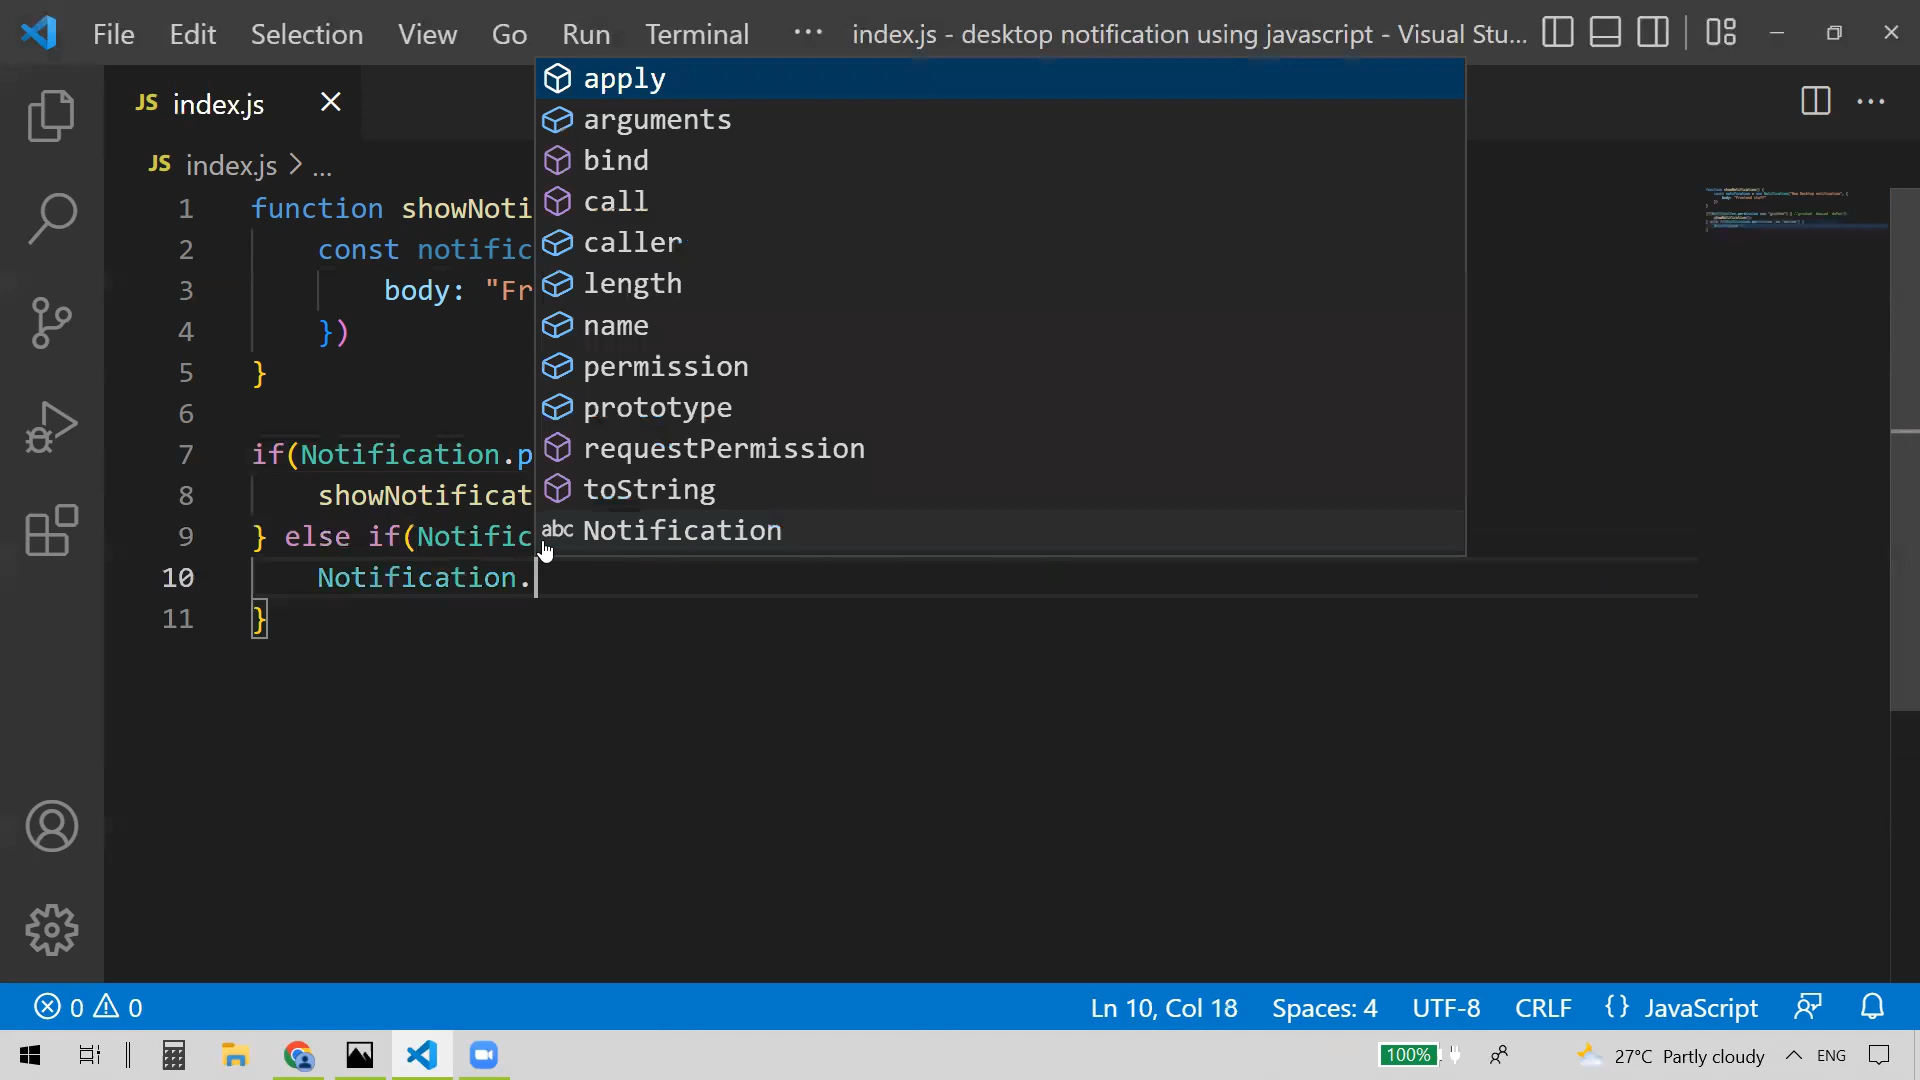 File Edit Selection View Go Run Terminal ··· index.js - desktop notification using javascript - Visual Stu...
JS index.js
JS index.js > ...
1 function showNoti
2 const notific
3 body: "Fr
4 })
5 }
6
7 if(Notification.p
8 showNotificat
9 } else if(Notific
10 Notification.
11 }
apply
arguments
bind
call
caller
length
name
permission
prototype
requestPermission
toString
abc Notification
0 0 Ln 10, Col 18 Spaces: 4 UTF-8 CRLF {} JavaScript
100% 27°C Partly cloudy ENG